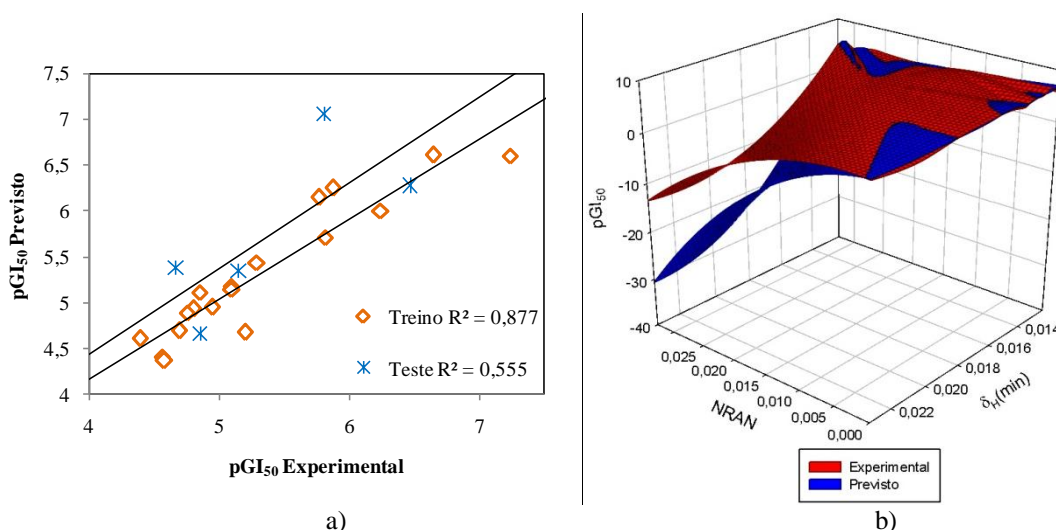 7,5
7
6,5
6
5,5
5
4,5
4
4 5 6 7
pGI₅₀ Previsto
pGI₅₀ Experimental
Treino R² = 0,877
Teste R² = 0,555
a)
10
0
-10
-20
-30
-40
pGI₅₀
0,025
0,020
0,015
0,010
0,005
0,000
NRAN
0,014
0,016
0,018
0,020
0,022
δH(min)
Experimental
Previsto
b)